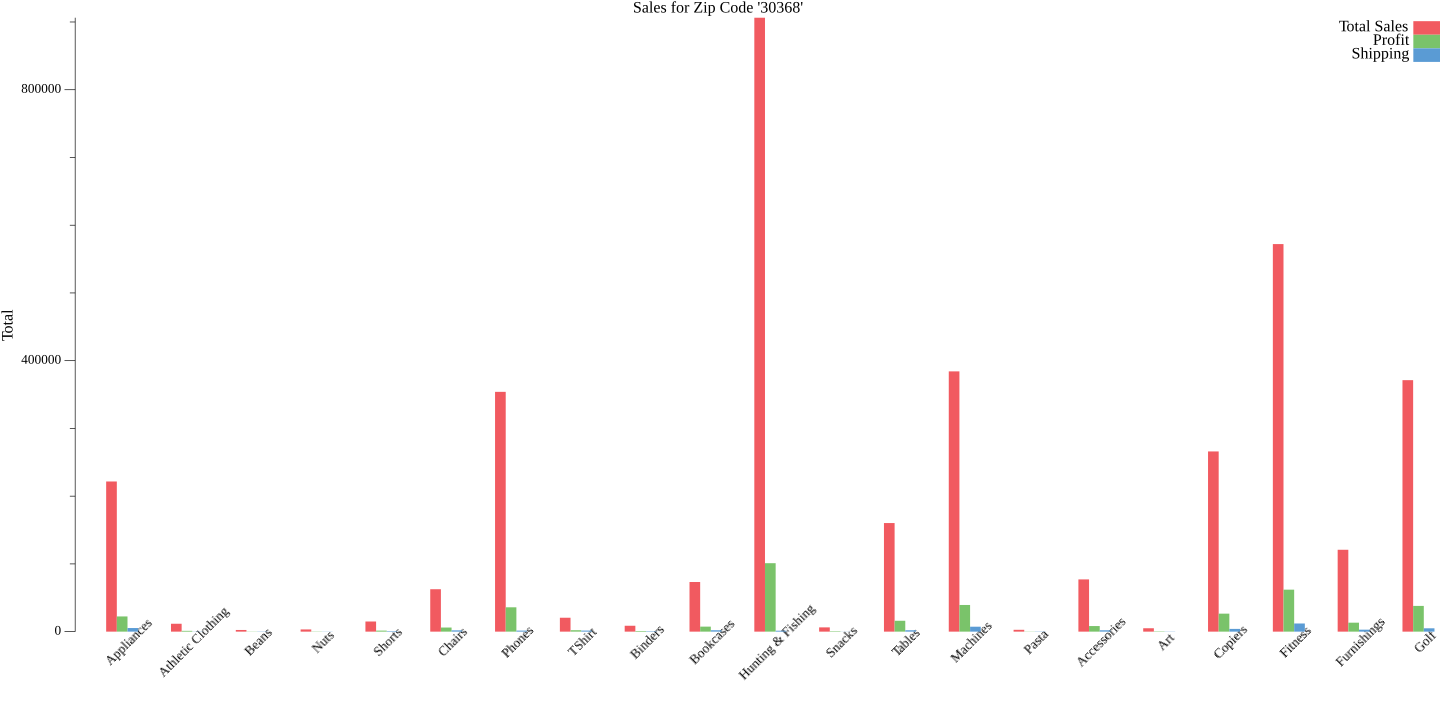 Sales for Zip Code '30368'
Total Sales
Profit
Shipping
800000
400000
0
Total
Appliances
Athletic Clothing
Beans
Nuts
Shorts
Chairs
Phones
TShirt
Binders
Bookcases
Hunting & Fishing
Snacks
Tables
Machines
Pasta
Accessories
Art
Copiers
Fitness
Furnishings
Golf